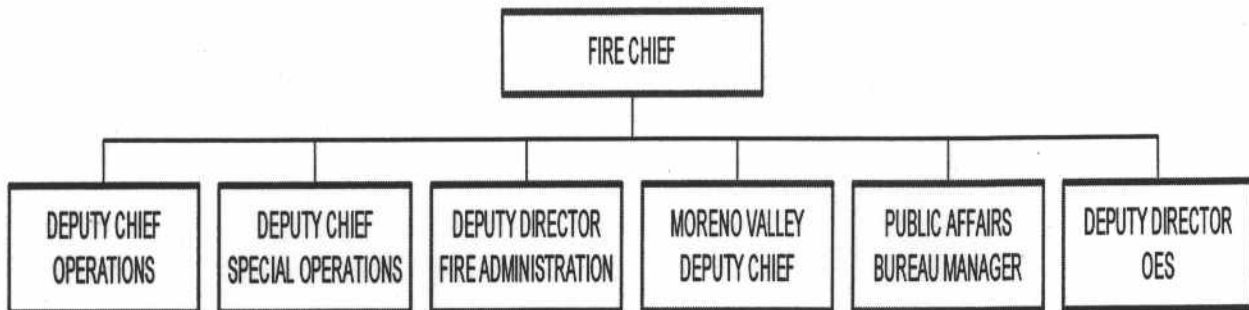 FIRE CHIEF
DEPUTY CHIEF
OPERATIONS
DEPUTY CHIEF
SPECIAL OPERATIONS
DEPUTY DIRECTOR
FIRE ADMINISTRATION
MORENO VALLEY
DEPUTY CHIEF
PUBLIC AFFAIRS
BUREAU MANAGER
DEPUTY DIRECTOR
OES